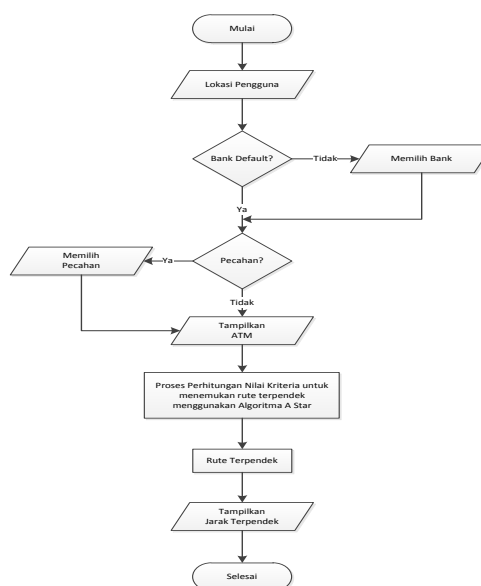 Mulai
Lokasi Pengguna
Bank Default?
Tidak
Memilih Bank
Ya
Memilih
Pecahan
Ya
Pecahan?
Tidak
Tampilkan
ATM
Proses Perhitungan Nilai Kriteria untuk
menemukan rute terpendek
menggunakan Algoritma A Star
Rute Terpendek
Tampilkan
Jarak Terpendek
Selesai